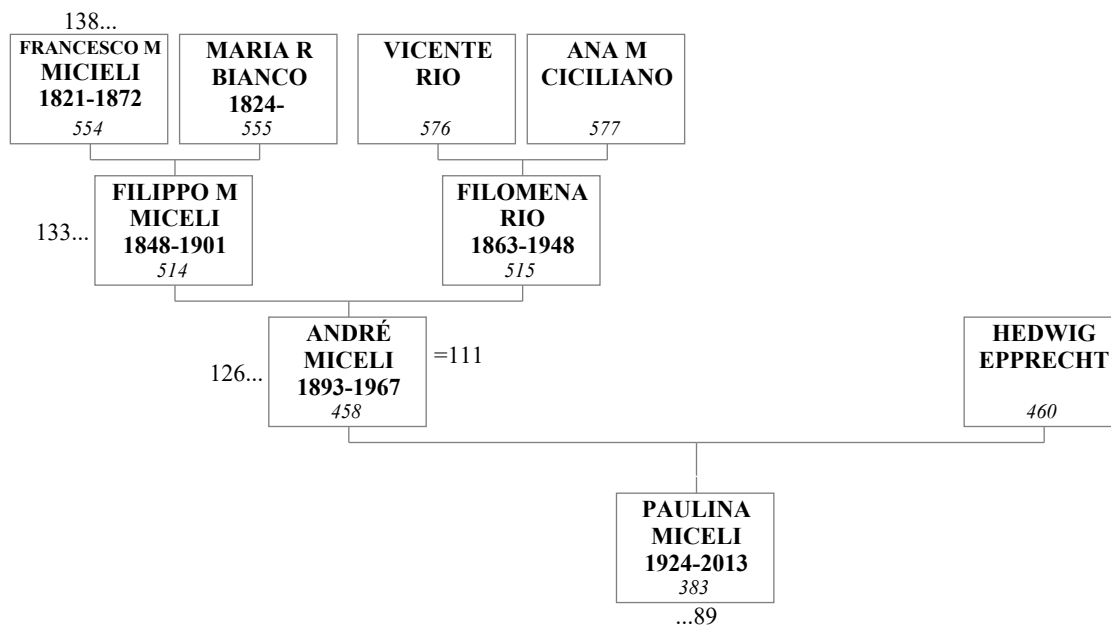 138...
FRANCESCO M
MICIELI
1821-1872
554
MARIA R
BIANCO
1824-
555
VICENTE
RIO
576
ANA M
CICILIANO
577
133...
FILIPPO M
MICELI
1848-1901
514
FILOMENA
RIO
1863-1948
515
126...
ANDRÉ
MICELI
1893-1967
458
=111
HEDWIG
EPPRECHT
460
PAULINA
MICELI
1924-2013
383
...89